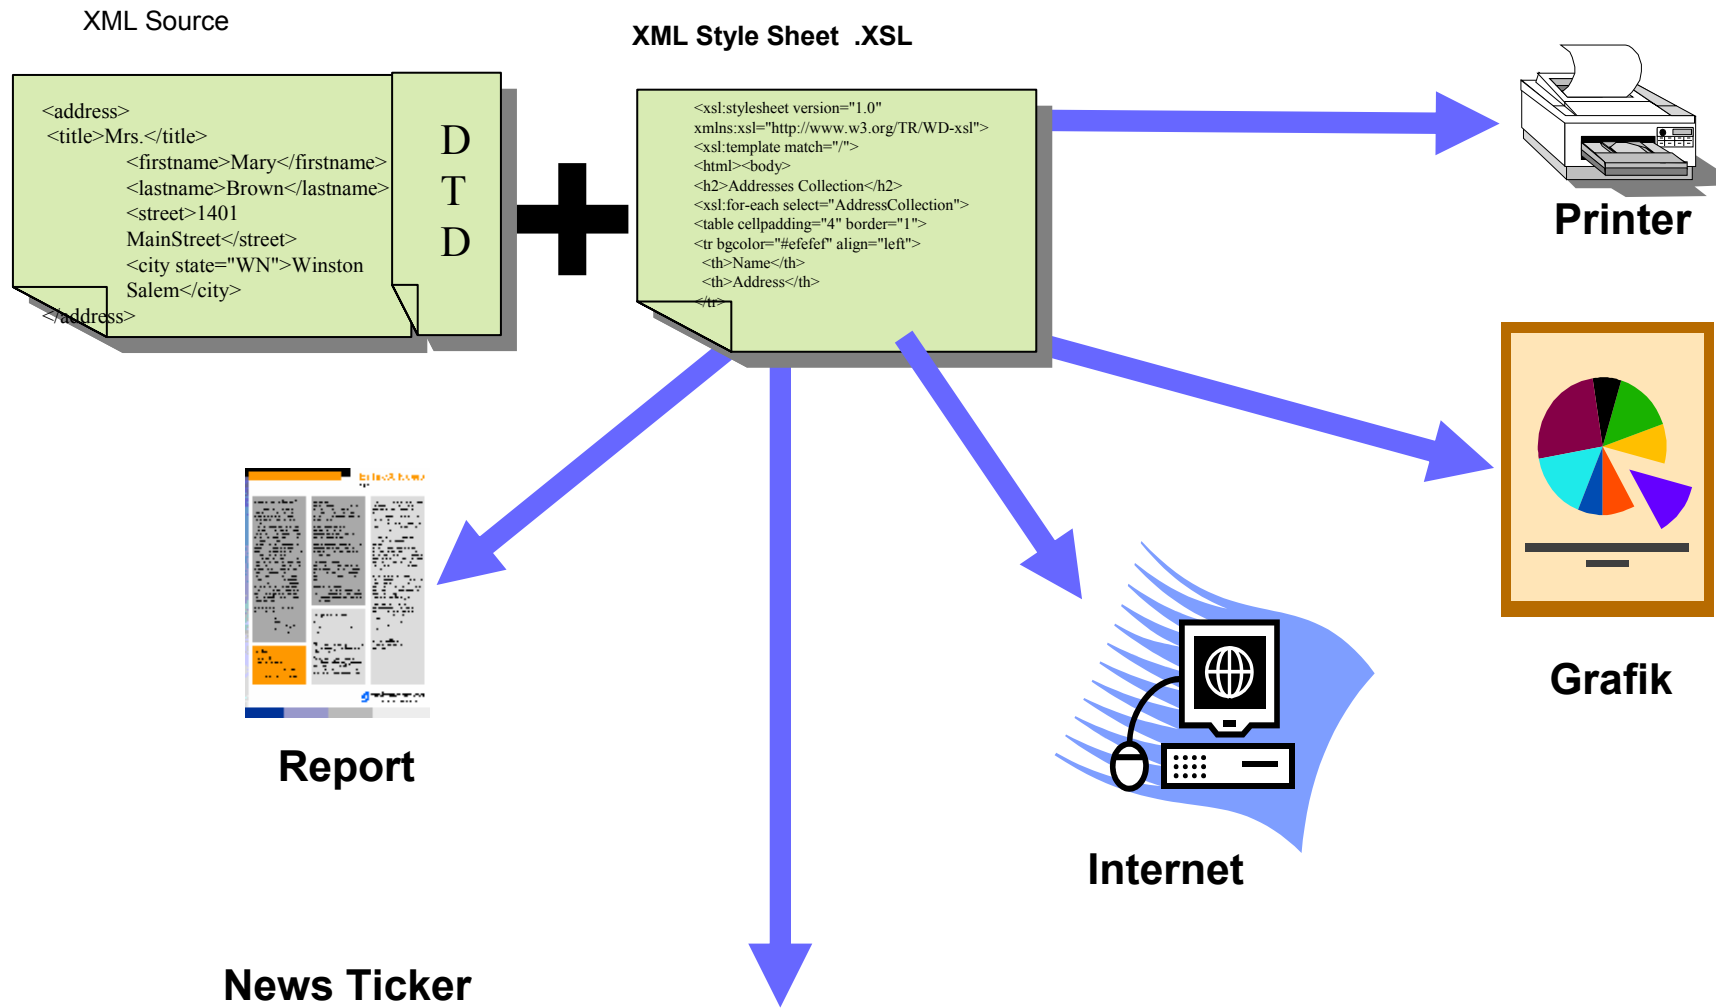 XML Source
XML Style Sheet .XSL
<address>
<title>Mrs.</title>
<firstname>Mary</firstname>
<lastname>Brown</lastname>
<street>1401
MainStreet</street>
<city state="WN">Winston
Salem</city>
</address>
D
T
D
<xsl:stylesheet version="1.0"
xmlns:xsl="http://www.w3.org/TR/WD-xsl">
<xsl:template match="/">
<html><body>
<h2>Addresses Collection</h2>
<xsl:for-each select="AddressCollection">
<table cellpadding="4" border="1">
<tr bgcolor="#efefef" align="left">
<th>Name</th>
<th>Address</th>
</tr>
Printer
Grafik
Report
Internet
News Ticker